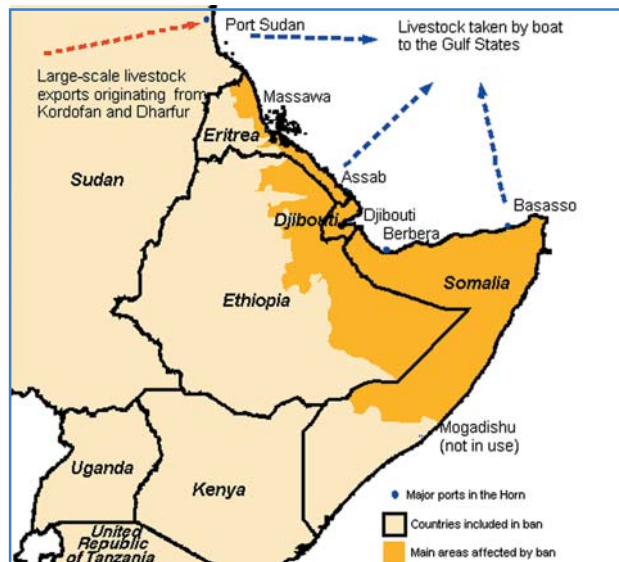 Port Sudan
Livestock taken by boat
to the Gulf States
Large-scale livestock
exports originating from
Kordofan and Dharfur
Massawa
Eritrea
Sudan
Assab
Djibouti
Djibouti
Berbera
Basasso
Somalia
Ethiopia
Mogadishu
(not in use)
Uganda
Kenya
United
Republic
of Tanzania
Major ports in the Horn
Countries included in ban
Main areas affected by ban